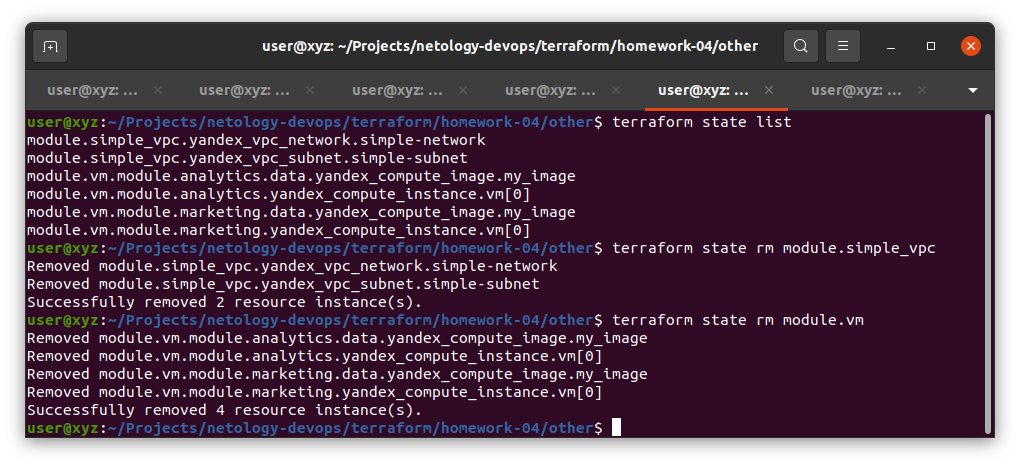 user@xyz: ~/Projects/netology-devops/terraform/homework-04/other
user@xyz: ... user@xyz: ... user@xyz: ... user@xyz: ... user@xyz: ... user@xyz: ...
user@xyz:~/Projects/netology-devops/terraform/homework-04/other$ terraform state list
module.simple_vpc.yandex_vpc_network.simple-network
module.simple_vpc.yandex_vpc_subnet.simple-subnet
module.vm.module.analytics.data.yandex_compute_image.my_image
module.vm.module.analytics.yandex_compute_instance.vm[0]
module.vm.module.marketing.data.yandex_compute_image.my_image
module.vm.module.marketing.yandex_compute_instance.vm[0]
user@xyz:~/Projects/netology-devops/terraform/homework-04/other$ terraform state rm module.simple_vpc
Removed module.simple_vpc.yandex_vpc_network.simple-network
Removed module.simple_vpc.yandex_vpc_subnet.simple-subnet
Successfully removed 2 resource instance(s).
user@xyz:~/Projects/netology-devops/terraform/homework-04/other$ terraform state rm module.vm
Removed module.vm.module.analytics.data.yandex_compute_image.my_image
Removed module.vm.module.analytics.yandex_compute_instance.vm[0]
Removed module.vm.module.marketing.data.yandex_compute_image.my_image
Removed module.vm.module.marketing.yandex_compute_instance.vm[0]
Successfully removed 4 resource instance(s).
user@xyz:~/Projects/netology-devops/terraform/homework-04/other$